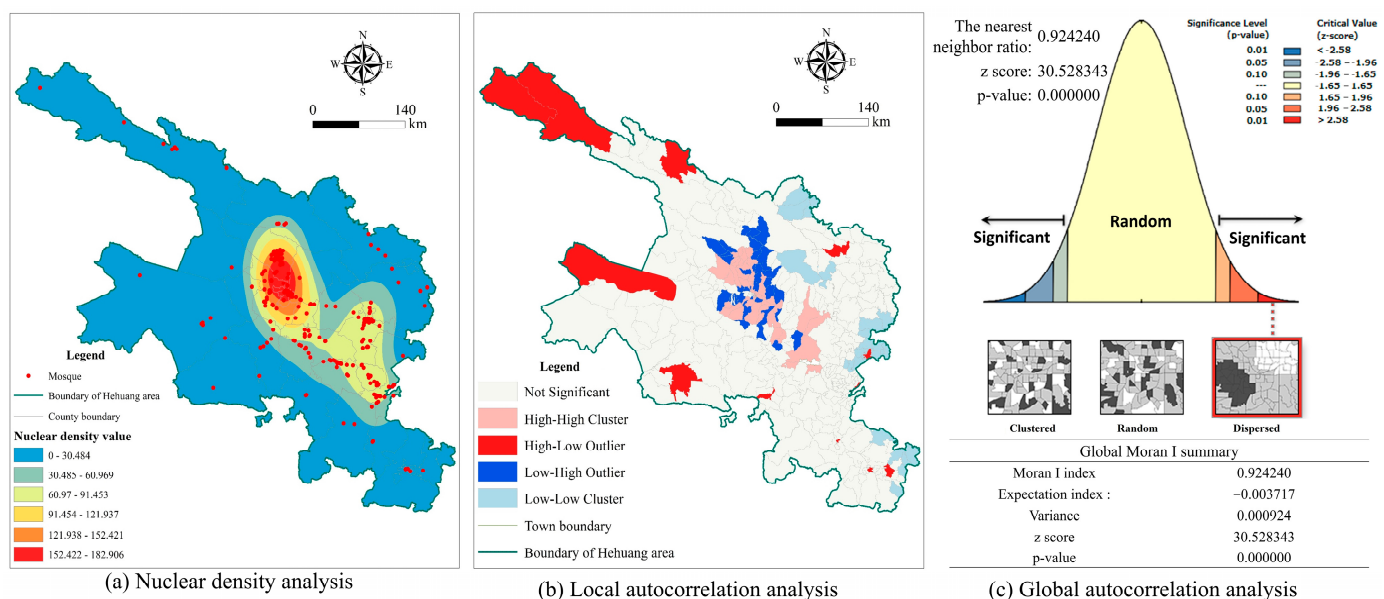 N
W E
S
0 140
km
Legend
Mosque
Boundary of Hehuang area
County boundary
Nuclear density value
0 - 30.484
30.485 - 60.969
60.97 - 91.453
91.454 - 121.937
121.938 - 152.421
152.422 - 182.906
(a) Nuclear density analysis
N
W E
S
0 140
km
Legend
Not Significant
High-High Cluster
High-Low Outlier
Low-High Outlier
Low-Low Cluster
Town boundary
Boundary of Hehuang area
(b) Local autocorrelation analysis
The nearest
neighbor ratio: 0.924240
z score: 30.528343
p-value: 0.000000
Significance Level Critical Value
(p-value) (z-score)
0.01 < -2.58
0.05 -2.58 - -1.96
0.10 -1.96 - -1.65
--- -1.65 - 1.65
0.10 1.65 - 1.96
0.05 1.96 - 2.58
0.01 > 2.58
Random
Significant Significant
Clustered Random Dispersed
Global Moran I summary
Moran I index 0.924240
Expectation index : −0.003717
Variance 0.000924
z score 30.528343
p-value 0.000000
(c) Global autocorrelation analysis